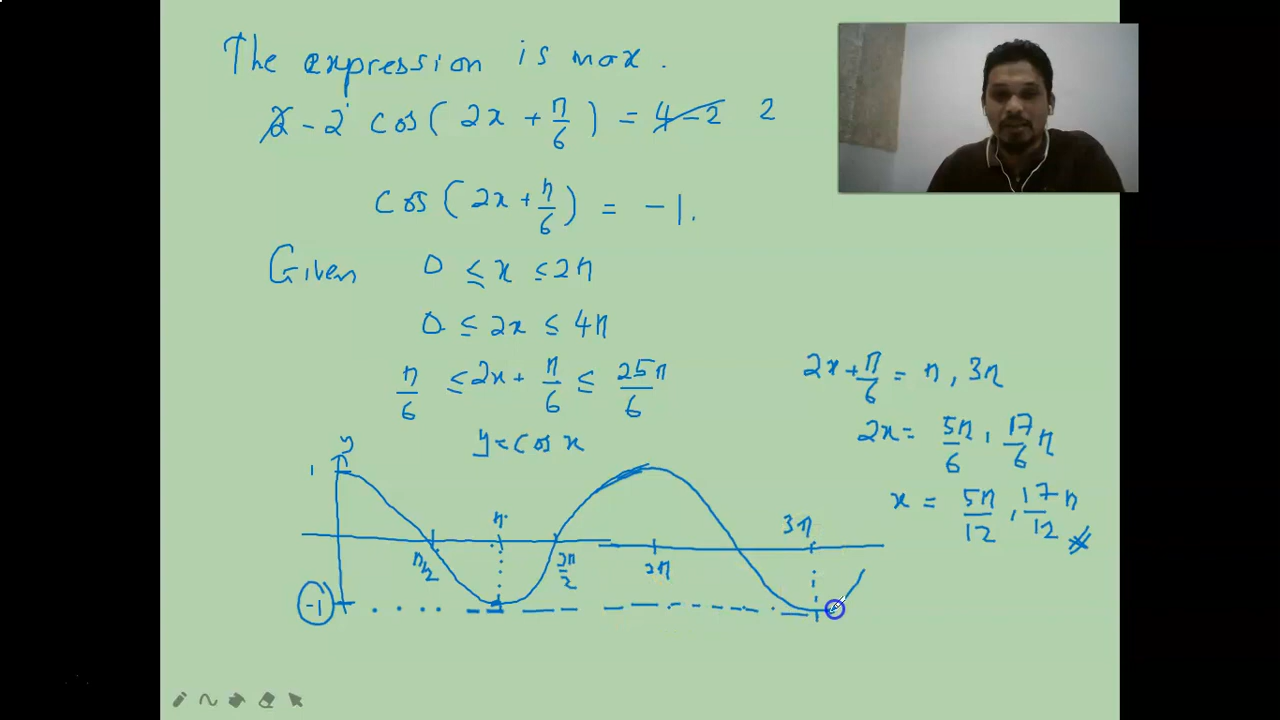 The expression is max.
2 - 2 cos(2x + π/6) = 4 - 2 2
cos(2x + π/6) = -1.
Given 0 ≤ x ≤ 2π
0 ≤ 2x ≤ 4π
π/6 ≤ 2x + π/6 ≤ 25π/6
2x + π/6 = π, 3π
2x = 5π/6, 17/6 π
x = 5π/12, 17/12 π
y = cos x
y
1
π
3π
π/2
3π/2
2π
-1